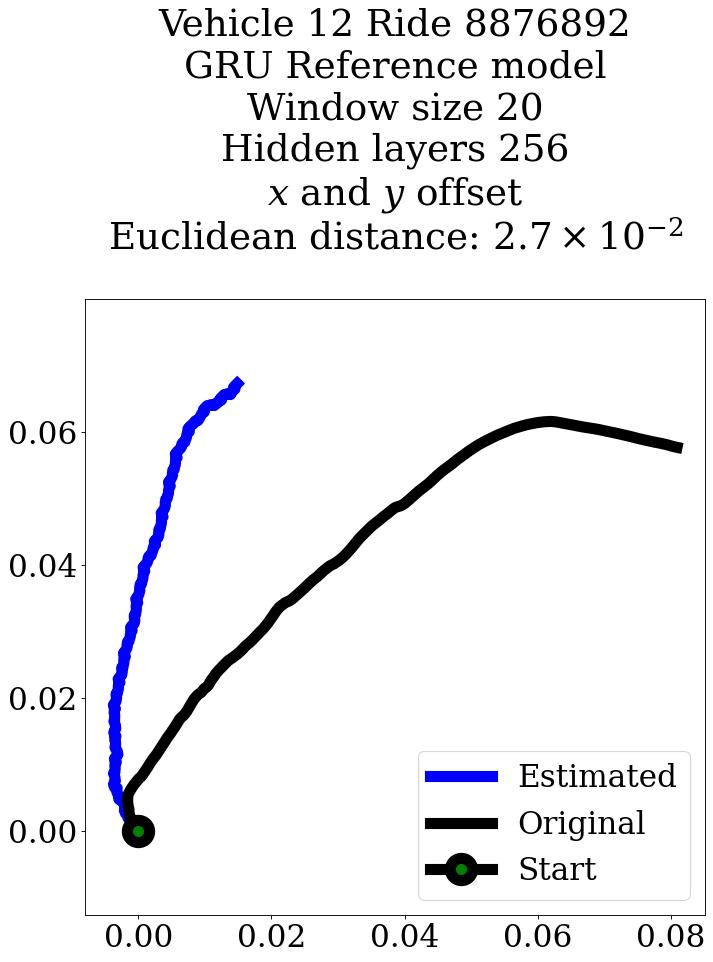 Vehicle 12 Ride 8876892
GRU Reference model
Window size 20
Hidden layers 256
x and y offset
Euclidean distance: 2.7 × 10⁻²
0.06
0.04
0.02
0.00
Estimated
Original
Start
0.00 0.02 0.04 0.06 0.08